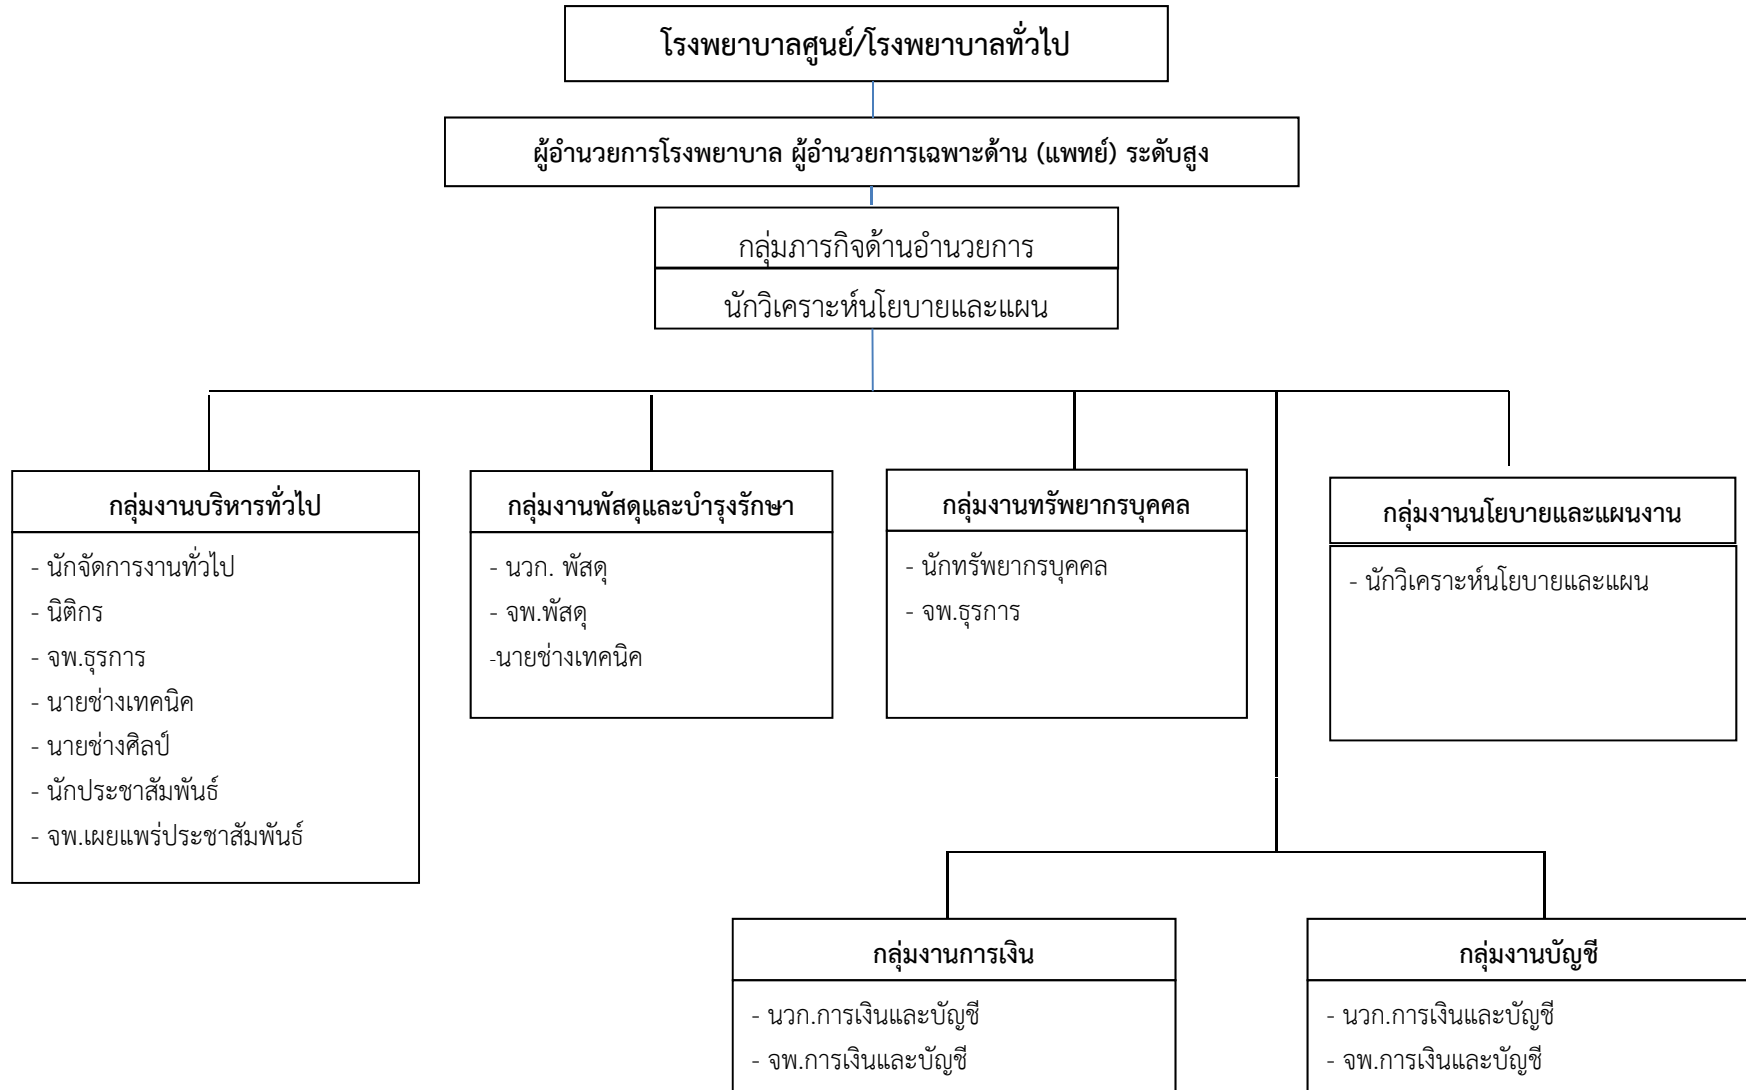 โรงพยาบาลศูนย์/โรงพยาบาลทั่วไป
ผู้อำนวยการโรงพยาบาล ผู้อำนวยการเฉพาะด้าน (แพทย์) ระดับสูง
กลุ่มภารกิจด้านอำนวยการ
นักวิเคราะห์นโยบายและแผน
กลุ่มงานบริหารทั่วไป
- นักจัดการงานทั่วไป
- นิติกร
- จพ.ธุรการ
- นายช่างเทคนิค
- นายช่างศิลป์
- นักประชาสัมพันธ์
- จพ.เผยแพร่ประชาสัมพันธ์
กลุ่มงานพัสดุและบำรุงรักษา
- นวก. พัสดุ
- จพ.พัสดุ
-นายช่างเทคนิค
กลุ่มงานทรัพยากรบุคคล
- นักทรัพยากรบุคคล
- จพ.ธุรการ
กลุ่มงานนโยบายและแผนงาน
- นักวิเคราะห์นโยบายและแผน
กลุ่มงานการเงิน
- นวก.การเงินและบัญชี
- จพ.การเงินและบัญชี
กลุ่มงานบัญชี
- นวก.การเงินและบัญชี
- จพ.การเงินและบัญชี